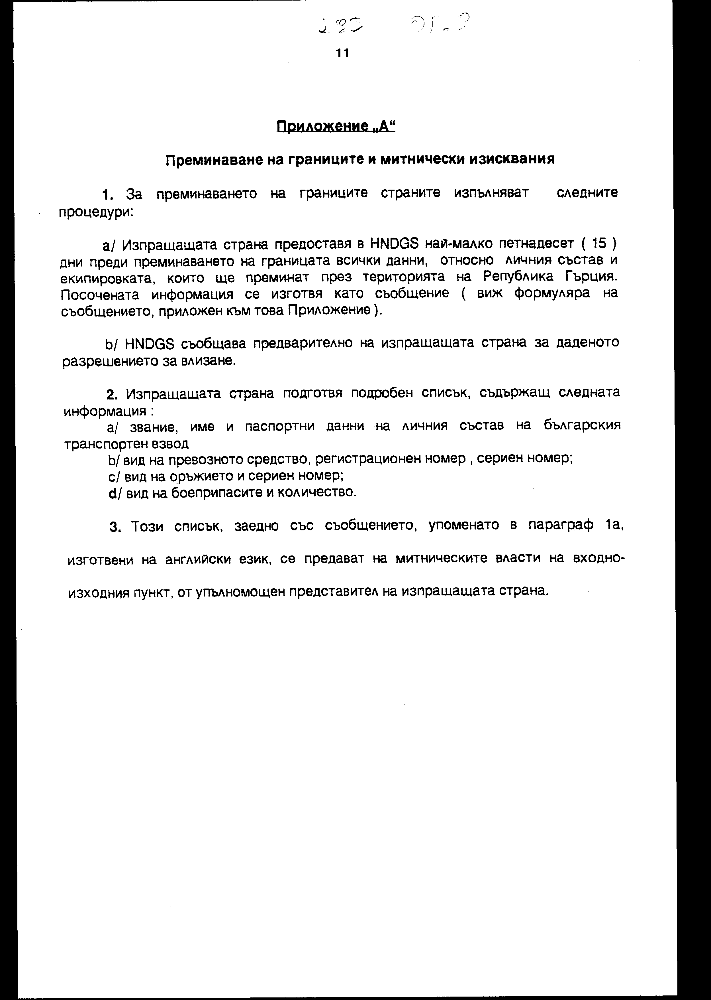 11
Приложение „А“
Преминаване на границите и митнически изисквания
1. За преминаването на границите страните изпълняват следните
процедури:
a/ Изпращащата страна предоставя в HNDGS най-малко петнадесет ( 15 )
дни преди преминаването на границата всички данни, относно личния състав и
екипировката, които ще преминат през територията на Република Гърция.
Посочената информация се изготвя като съобщение ( виж формуляра на
съобщението, приложен към това Приложение ).
b/ HNDGS съобщава предварително на изпращащата страна за даденото
разрешението за влизане.
2. Изпращащата страна подготвя подробен списък, съдържащ следната
информация :
a/ звание, име и паспортни данни на личния състав на българския
транспортен взвод
b/ вид на превозното средство, регистрационен номер , сериен номер;
c/ вид на оръжието и сериен номер;
d/ вид на боеприпасите и количество.
3. Този списък, заедно със съобщението, упоменато в параграф 1а,
изготвени на английски език, се предават на митническите власти на входно-
изходния пункт, от упълномощен представител на изпращащата страна.